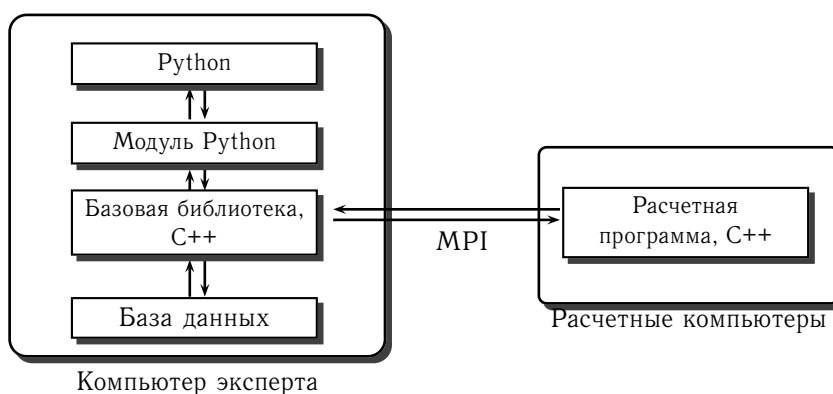 Python
Модуль Python
Базовая библиотека,
C++
База данных
Компьютер эксперта
MPI
Расчетная
программа, C++
Расчетные компьютеры